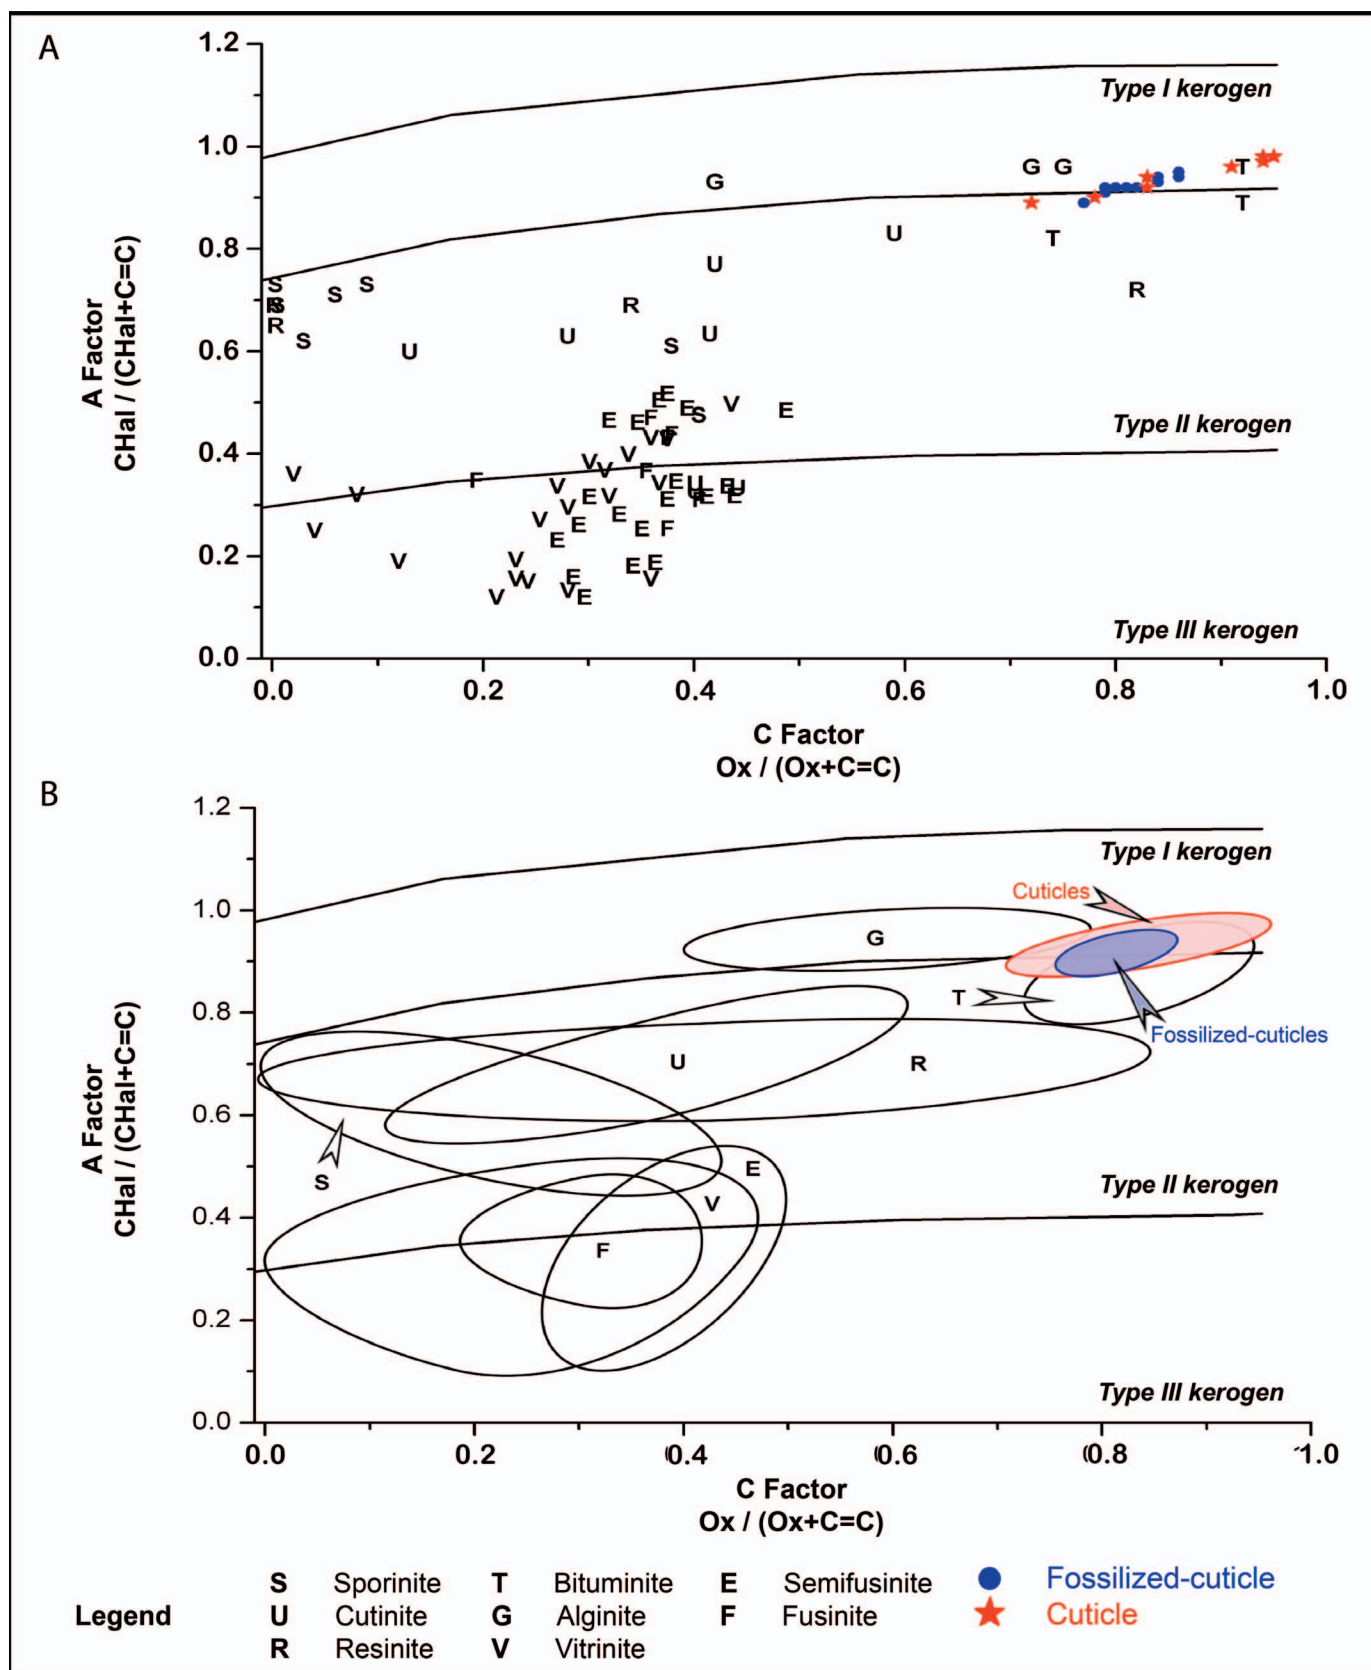 A
1.2
1.0
0.8
0.6
0.4
0.2
0.0
A Factor
CHal / (CHal+C=C)
Type I kerogen
Type II kerogen
Type III kerogen
G
G G
T
T
T
U
U
U
U
U
S
S
S
S
R
R
R
S
S
E
E
V
V
V
F
0.0 0.2 0.4 0.6 0.8 1.0
C Factor
Ox / (Ox+C=C)
B
1.2
1.0
0.8
0.6
0.4
0.2
0.0
A Factor
CHal / (CHal+C=C)
Type I kerogen
Cuticles
G
T
Fossilized-cuticles
U
R
S
E
Type II kerogen
V
F
Type III kerogen
0.0 0.2 0.4 0.6 0.8 1.0
C Factor
Ox / (Ox+C=C)
S Sporinite T Bituminite E Semifusinite Fossilized-cuticle
Legend U Cutinite G Alginite F Fusinite Cuticle
R Resinite V Vitrinite